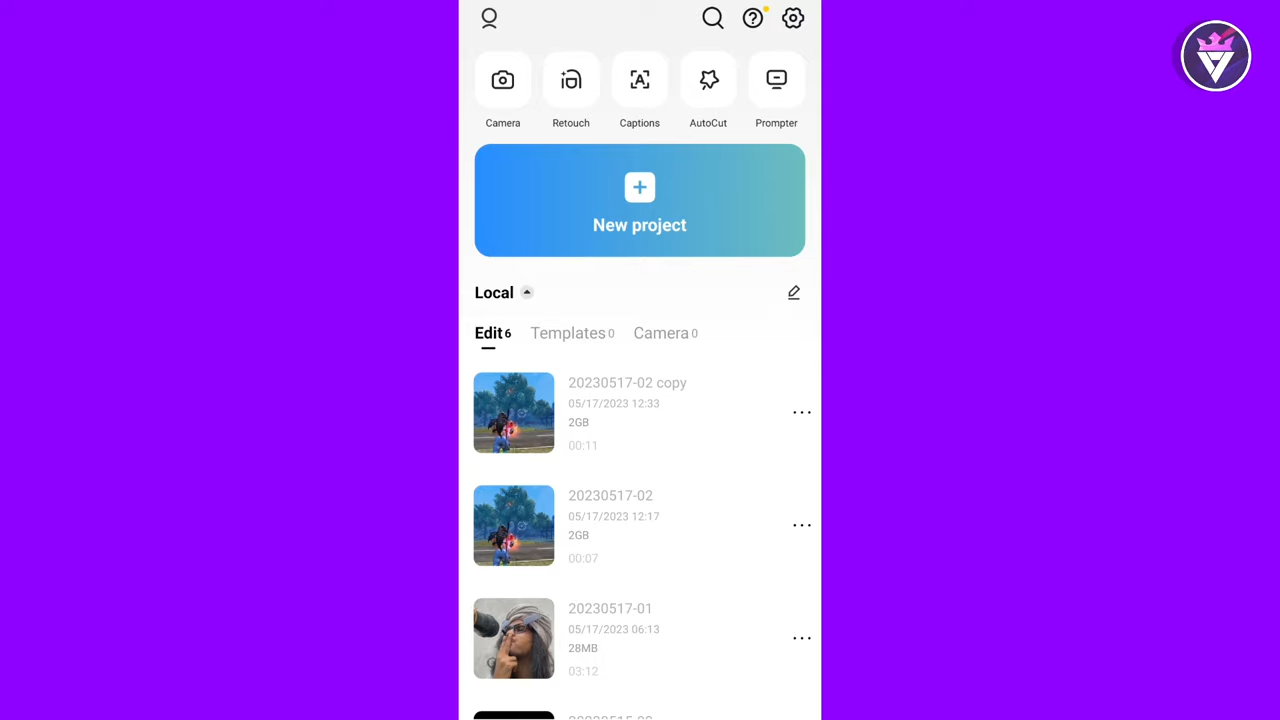 Camera
Retouch
Captions
AutoCut
Prompter
New project
Local
Edit 6
Templates 0
Camera 0
20230517-02 copy
05/17/2023 12:33
2GB
00:11
20230517-02
05/17/2023 12:17
2GB
00:07
20230517-01
05/17/2023 06:13
28MB
03:12